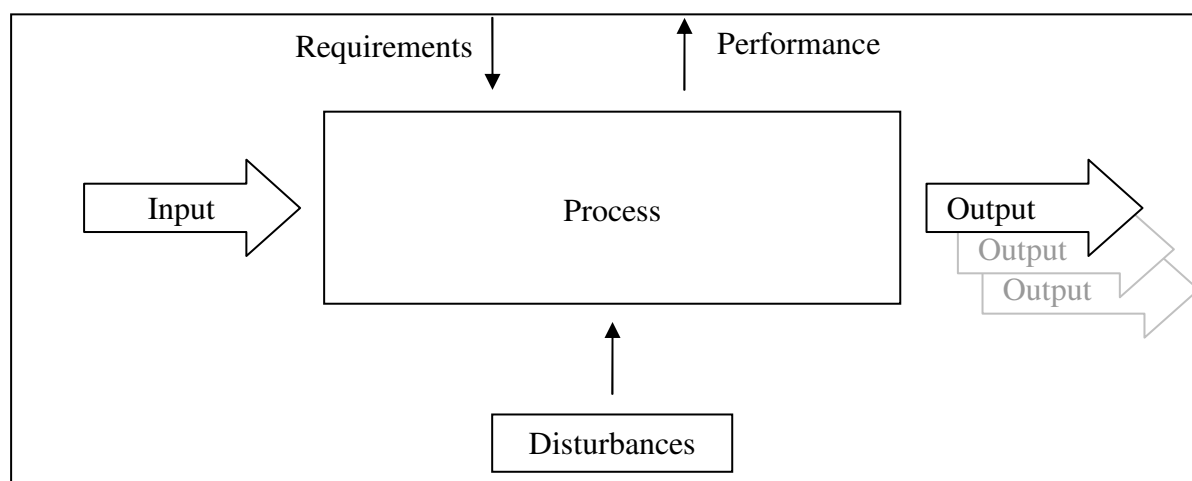 Requirements
Performance
Input
Process
Output
Output
Output
Disturbances